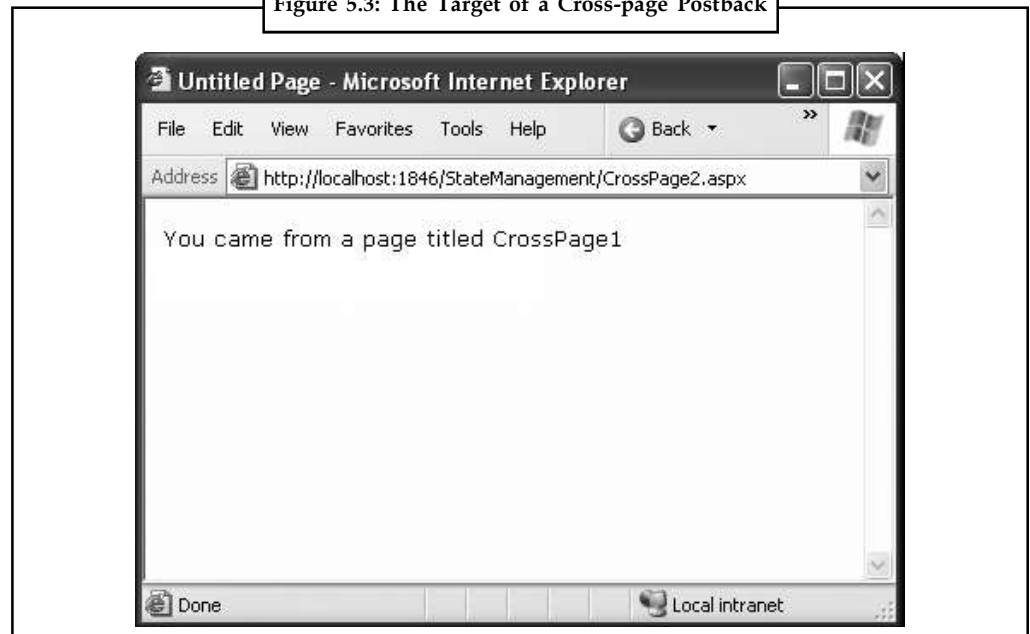 Figure 5.3: The Target of a Cross-page Postback
Untitled Page - Microsoft Internet Explorer
File Edit View Favorites Tools Help Back »
Address http://localhost:1846/StateManagement/CrossPage2.aspx
You came from a page titled CrossPage1
Done Local intranet